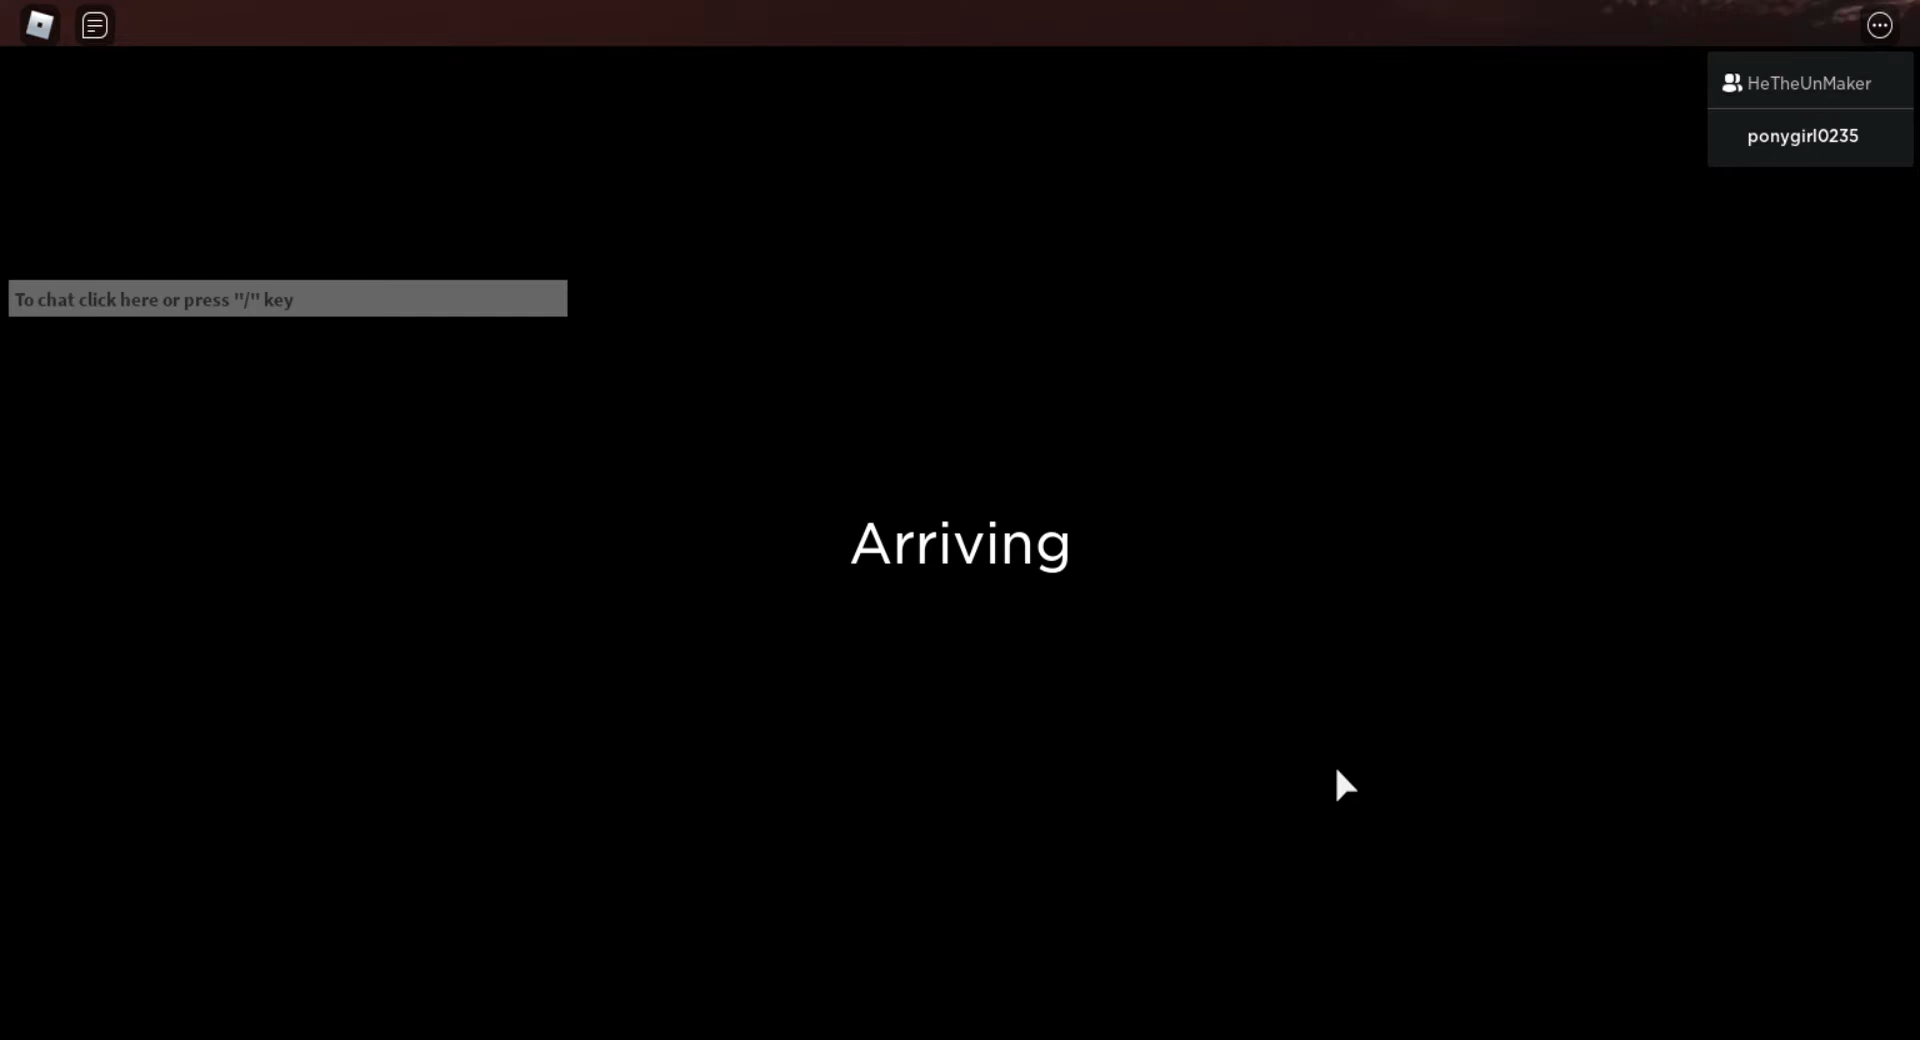 HeTheUnMaker
ponygirl0235
To chat click here or press "/" key
Arriving